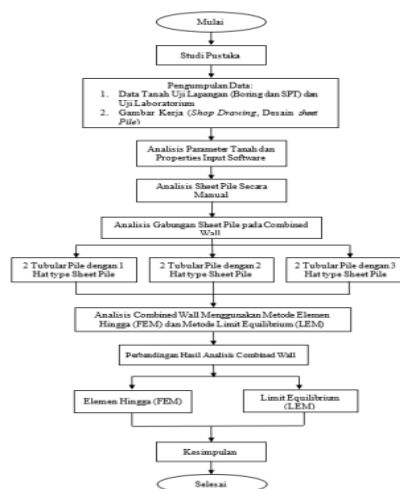 Mulai
Studi Pustaka
Pengumpulan Data:
1. Data Tanah Uji Lapangan (Boring dan SPT) dan
Uji Laboratorium
2. Gambar Kerja (Shop Drawing, Desain sheet
Pile)
Analisis Parameter Tanah dan
Properties Input Software
Analisis Sheet Pile Secara
Manual
Analisis Gabungan Sheet Pile pada Combined
Wall
2 Tubular Pile dengan 1
Hat type Sheet Pile
2 Tubular Pile dengan 2
Hat type Sheet Pile
2 Tubular Pile dengan 3
Hat type Sheet Pile
Analisis Combined Wall Menggunakan Metode Elemen
Hingga (FEM) dan Metode Limit Equilibrium (LEM)
Perbandingan Hasil Analisis Combined Wall
Elemen Hingga (FEM)
Limit Equilibrium
(LEM)
Kesimpulan
Selesai